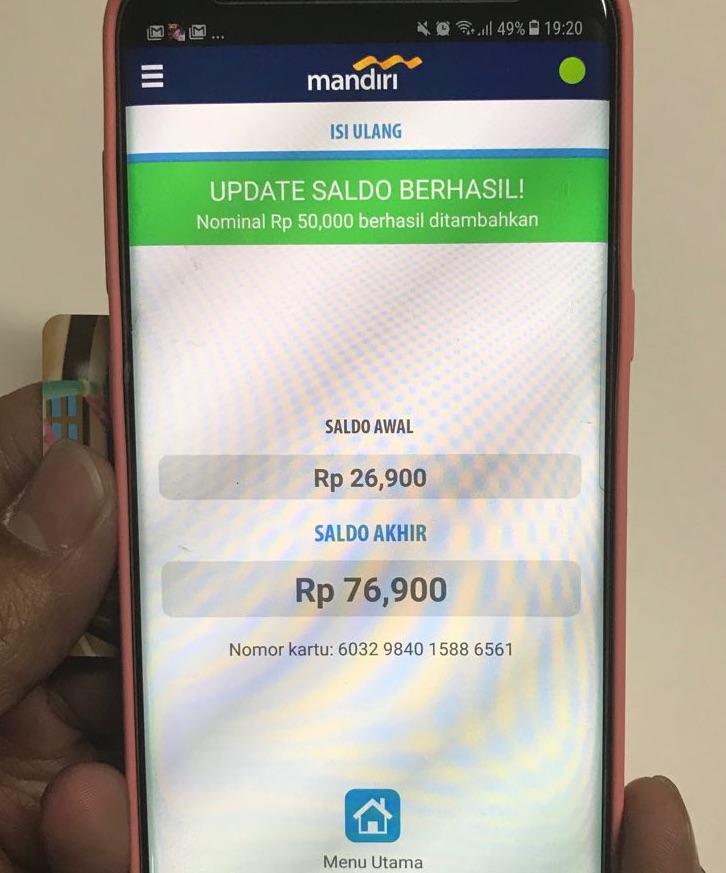 ... 49% 19:20
mandiri
ISI ULANG
UPDATE SALDO BERHASIL!
Nominal Rp 50,000 berhasil ditambahkan
SALDO AWAL
Rp 26,900
SALDO AKHIR
Rp 76,900
Nomor kartu: 6032 9840 1588 6561
Menu Utama